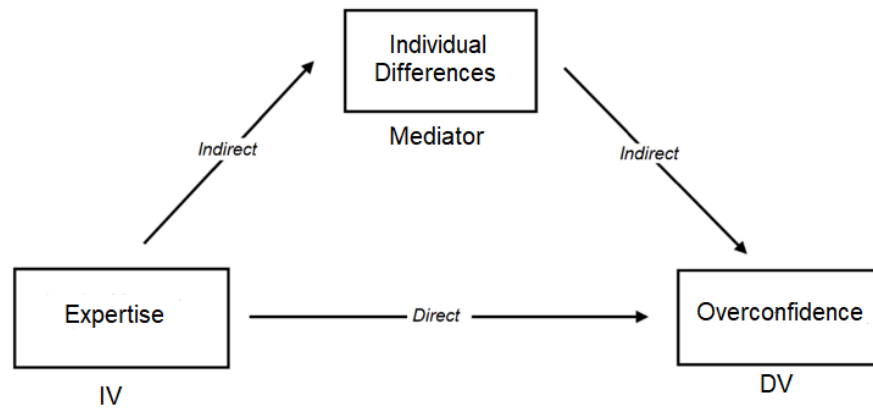 Individual
Differences
Mediator
Indirect
Indirect
Expertise
Direct
Overconfidence
IV
DV